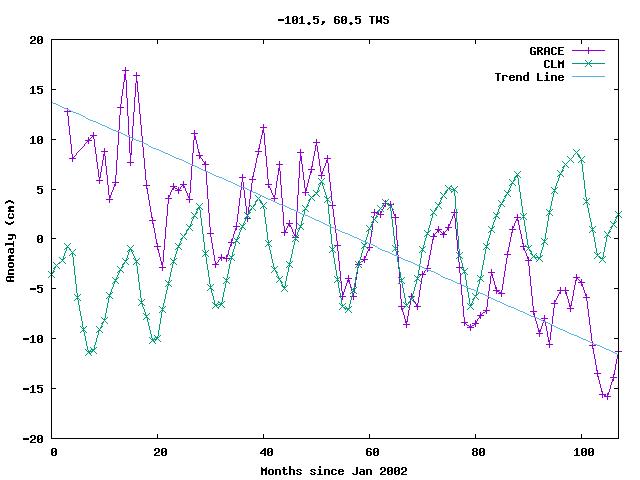 -101.5, 60.5 TWS
GRACE
CLM
Trend Line
20
15
10
5
0
-5
-10
-15
-20
Anomaly (cm)
0 20 40 60 80 100
Months since Jan 2002